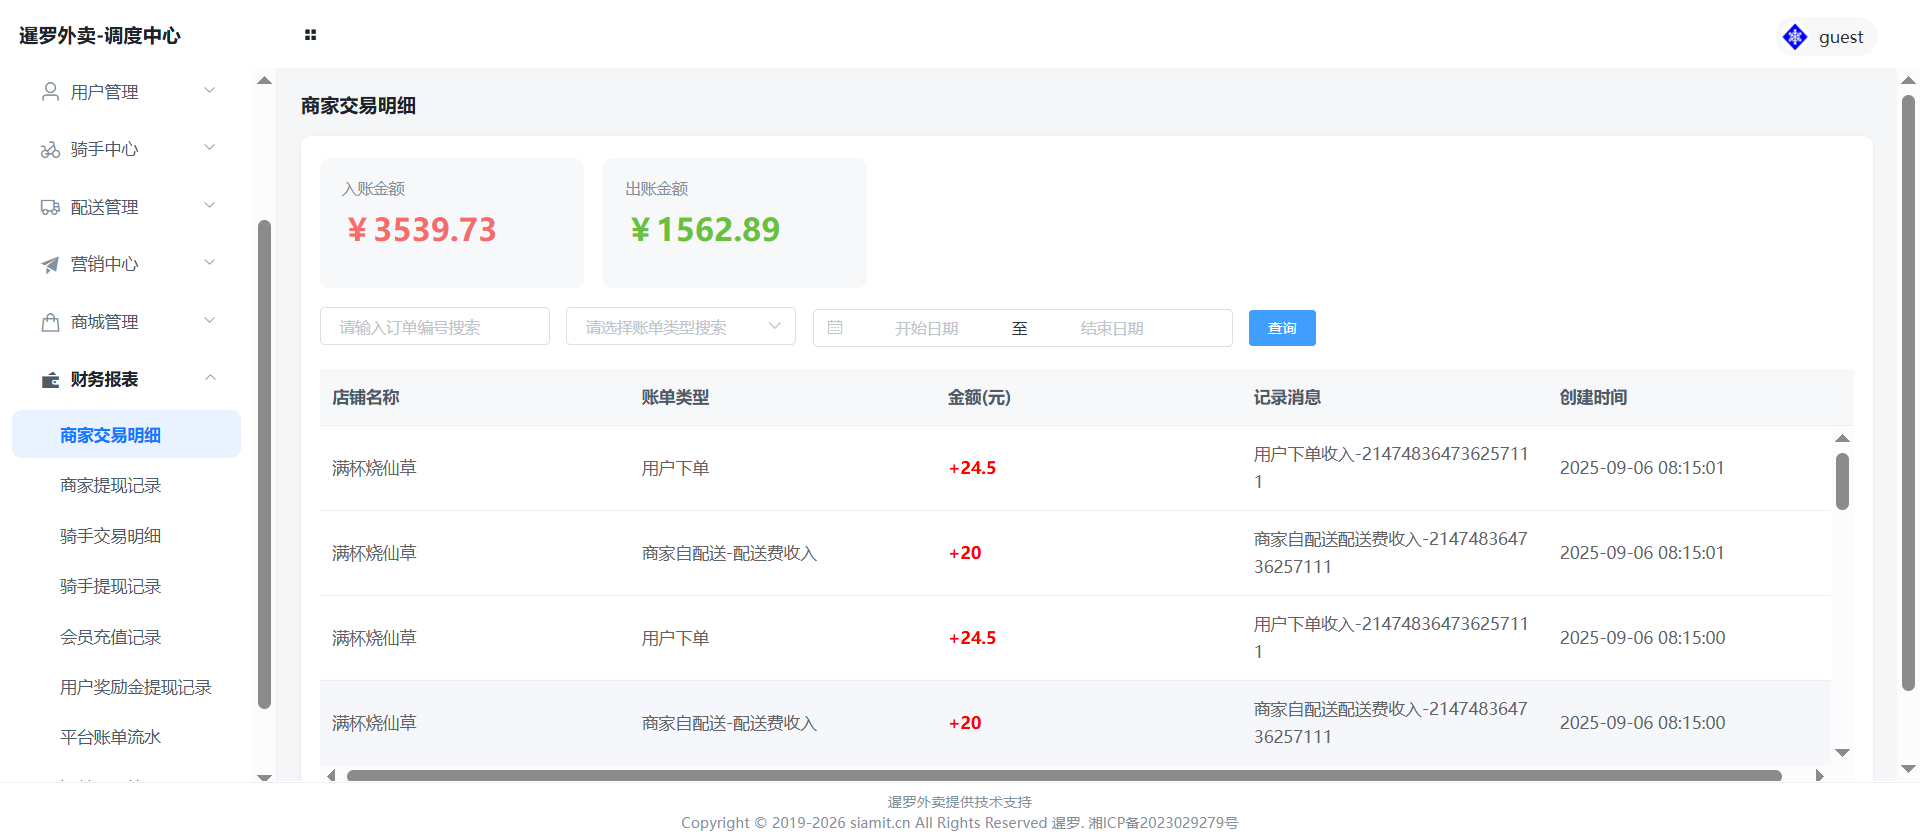 暹罗外卖-调度中心
guest
用户管理
骑手中心
配送管理
营销中心
商城管理
财务报表
商家交易明细
商家提现记录
骑手交易明细
骑手提现记录
会员充值记录
用户奖励金提现记录
平台账单流水
商家交易明细
入账金额
¥3539.73
出账金额
¥1562.89
请输入订单编号搜索
请选择账单类型搜索
开始日期 至 结束日期
查询
店铺名称 账单类型 金额(元) 记录消息 创建时间
满杯烧仙草 用户下单 +24.5 用户下单收入-21474836473625711
1
2025-09-06 08:15:01
满杯烧仙草 商家自配送-配送费收入 +20 商家自配送配送费收入-2147483647
36257111
2025-09-06 08:15:01
满杯烧仙草 用户下单 +24.5 用户下单收入-21474836473625711
1
2025-09-06 08:15:00
满杯烧仙草 商家自配送-配送费收入 +20 商家自配送配送费收入-2147483647
36257111
2025-09-06 08:15:00
暹罗外卖提供技术支持
Copyright © 2019-2026 siamit.cn All Rights Reserved 暹罗. 湘ICP备2023029279号